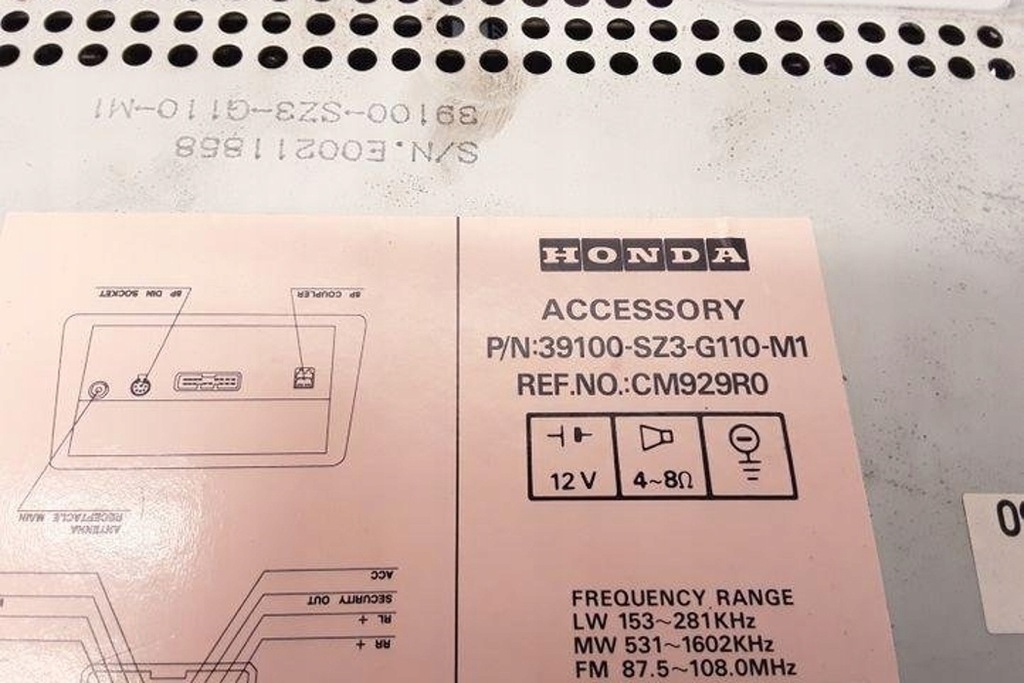 39100-SZ3-G110-M1
S/N.E00211858
HONDA
ACCESSORY
P/N:39100-SZ3-G110-M1
REF.NO.:CM929R0
12 V
4~8Ω
FREQUENCY RANGE
LW 153~281KHz
MW 531~1602KHz
FM 87.5~108.0MHz
8P DIN SOCKET
8P COUPLER
ANTENNA
RECEPTACLE MAIN
ACC
SECURITY OUT
RL +
RR +